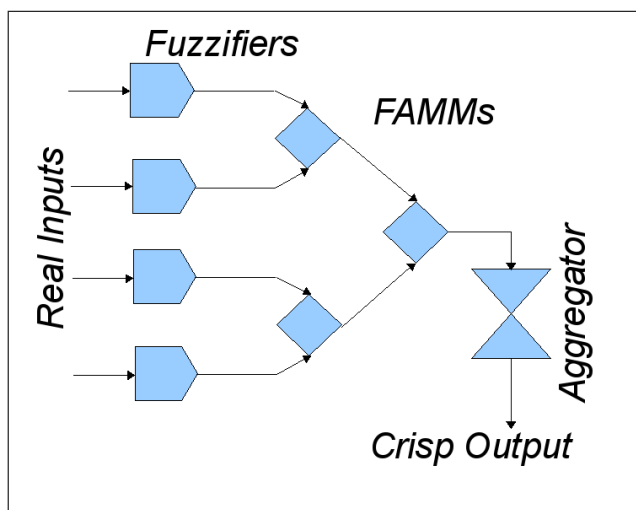 Fuzzifiers
FAMMs
Real Inputs
Aggregator
Crisp Output